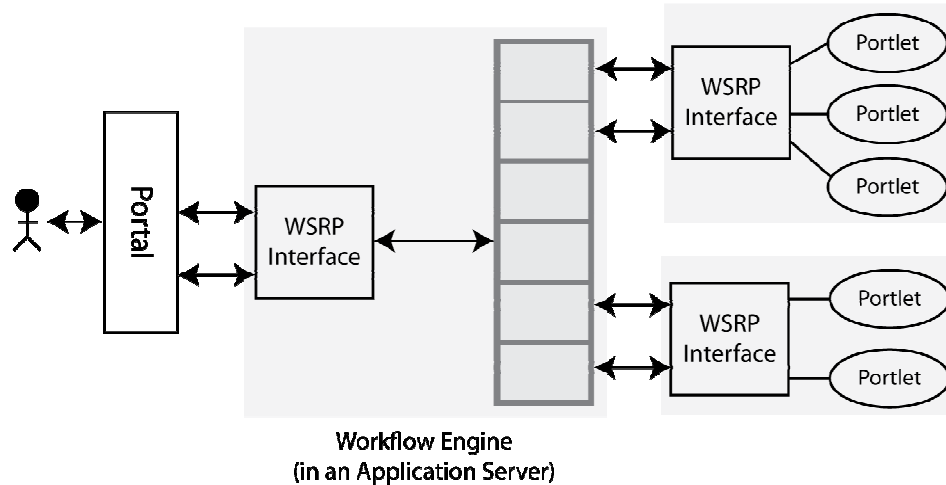 Portal
WSRP
Interface
WSRP
Interface
Portlet
Portlet
Portlet
WSRP
Interface
Portlet
Portlet
Workflow Engine
(in an Application Server)